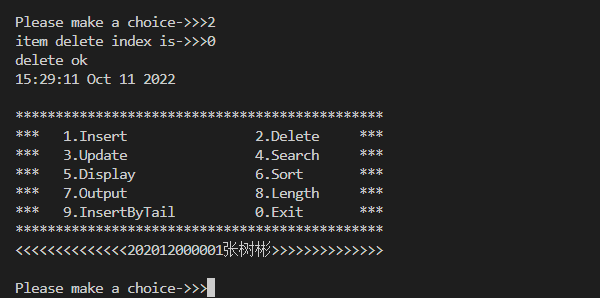 Please make a choice->>>2
item delete index is->>>0
delete ok
15:29:11 Oct 11 2022
**********************************************
***   1.Insert                2.Delete     ***
***   3.Update                4.Search     ***
***   5.Display               6.Sort       ***
***   7.Output                8.Length     ***
***   9.InsertByTail          0.Exit       ***
**********************************************
<<<<<<<<<<<<<<202012000001张树彬>>>>>>>>>>>>>>
Please make a choice->>>